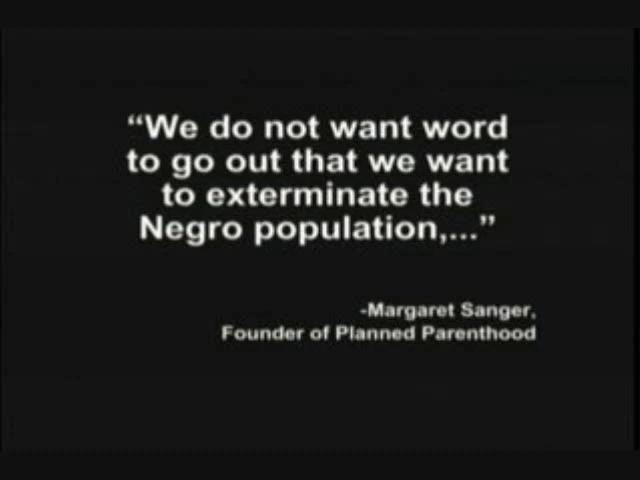 “We do not want word
to go out that we want
to exterminate the
Negro population,...”
-Margaret Sanger,
Founder of Planned Parenthood